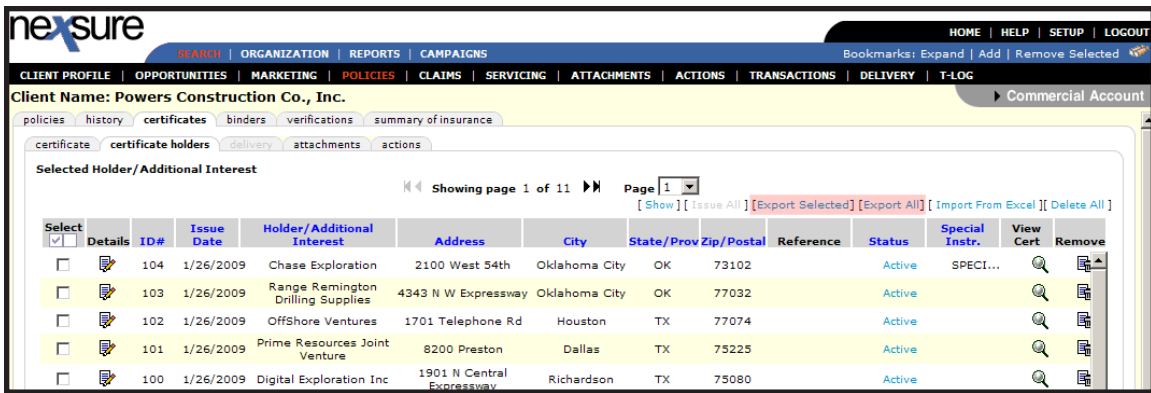 nexsure
HOME | HELP | SETUP | LOGOUT
SEARCH | ORGANIZATION | REPORTS | CAMPAIGNS
Bookmarks: Expand | Add | Remove Selected
CLIENT PROFILE | OPPORTUNITIES | MARKETING | POLICIES | CLAIMS | SERVICING | ATTACHMENTS | ACTIONS | TRANSACTIONS | DELIVERY | T-LOG
Client Name: Powers Construction Co., Inc.
Commercial Account
policies history certificates binders verifications summary of insurance
certificate certificate holders delivery attachments actions
Selected Holder/Additional Interest
Showing page 1 of 11 Page 1
[ Show ] [ Issue All ] [Export Selected] [Export All] [ Import From Excel ][ Delete All ]
Select Details ID# Issue Date Holder/Additional Interest Address City State/Prov Zip/Postal Reference Status Special Instr. View Cert Remove
104 1/26/2009 Chase Exploration 2100 West 54th Oklahoma City OK 73102 Active SPECI...
103 1/26/2009 Range Remington Drilling Supplies 4343 N W Expressway Oklahoma City OK 77032 Active
102 1/26/2009 OffShore Ventures 1701 Telephone Rd Houston TX 77074 Active
101 1/26/2009 Prime Resources Joint Venture 8200 Preston Dallas TX 75225 Active
100 1/26/2009 Digital Exploration Inc 1901 N Central Expressway Richardson TX 75080 Active